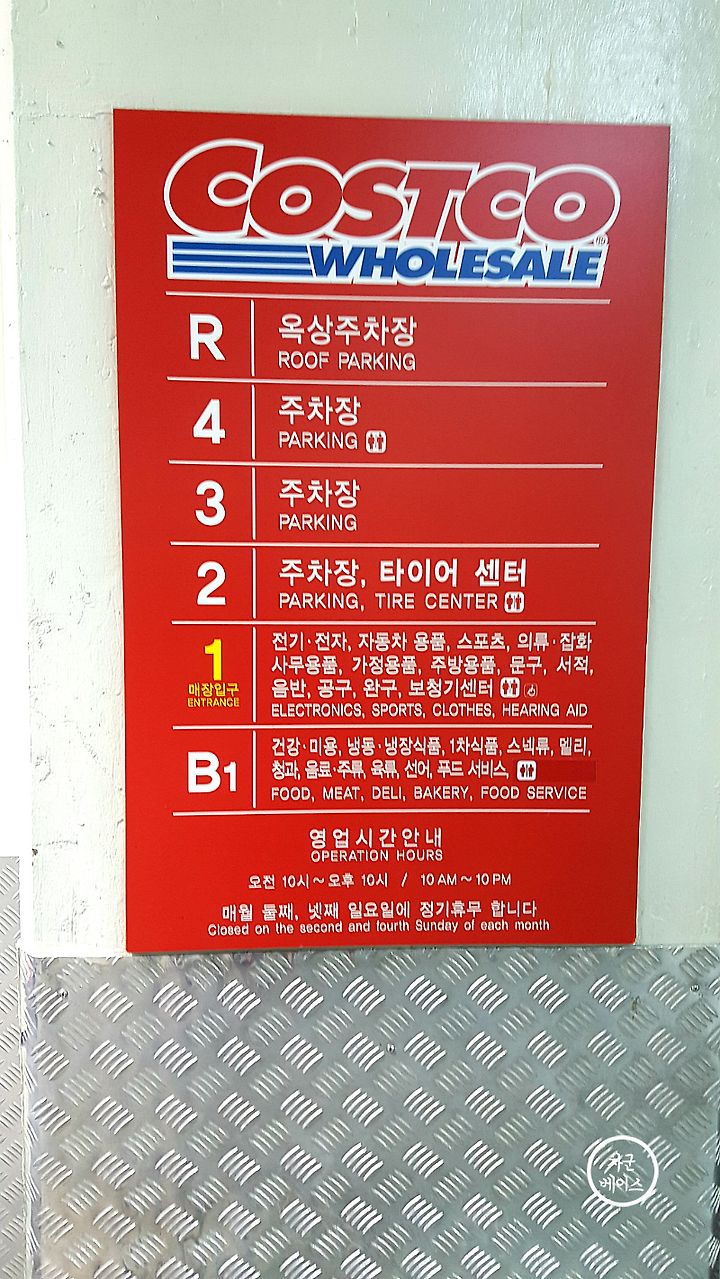 COSTCO
WHOLESALE
R
옥상주차장
ROOF PARKING
4
주차장
PARKING
3
주차장
PARKING
2
주차장, 타이어 센터
PARKING, TIRE CENTER
1
매장입구
ENTRANCE
전기·전자, 자동차 용품, 스포츠, 의류·잡화
사무용품, 가정용품, 주방용품, 문구, 서적,
음반, 공구, 완구, 보청기센터
ELECTRONICS, SPORTS, CLOTHES, HEARING AID
B1
건강·미용, 냉동·냉장식품, 1차식품, 스넥류, 델리,
청과, 음료·주류, 육류, 선어, 푸드 서비스,
FOOD, MEAT, DELI, BAKERY, FOOD SERVICE
영업시간안내
OPERATION HOURS
오전 10시~오후 10시 / 10 AM~10 PM
매월 둘째, 넷째 일요일에 정기휴무 합니다
Closed on the second and fourth Sunday of each month
베이스